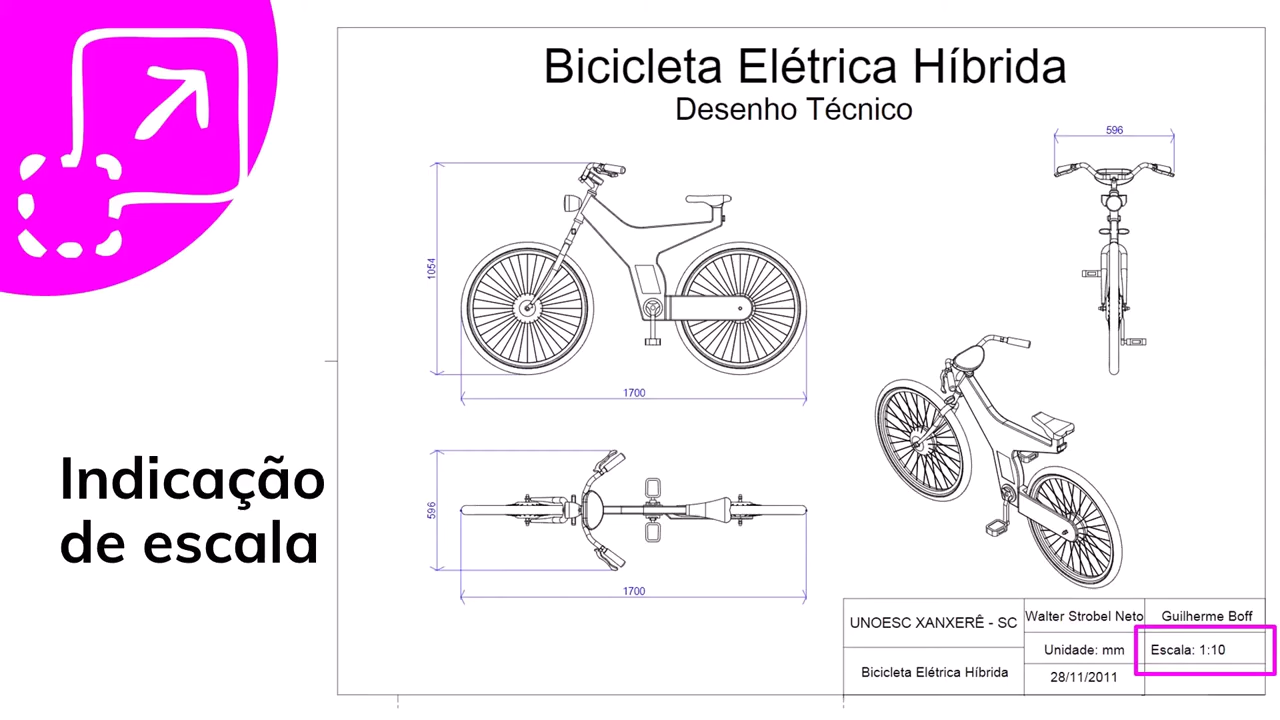 Bicicleta Elétrica Híbrida
Desenho Técnico
596
1054
1700
Indicação
de escala
596
1700
UNOESC XANXERÊ - SC
Walter Strobel Neto
Guilherme Boff
Unidade: mm
Escala: 1:10
Bicicleta Elétrica Híbrida
28/11/2011